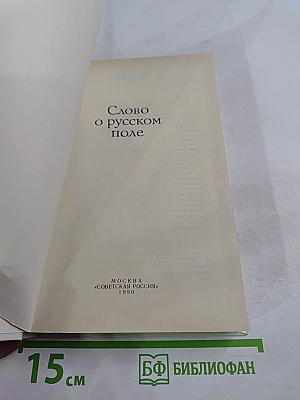 Слово
о русском
поле
МОСКВА
«СОВЕТСКАЯ РОССИЯ»
1990
15 см
БФ БИБЛИОФАН